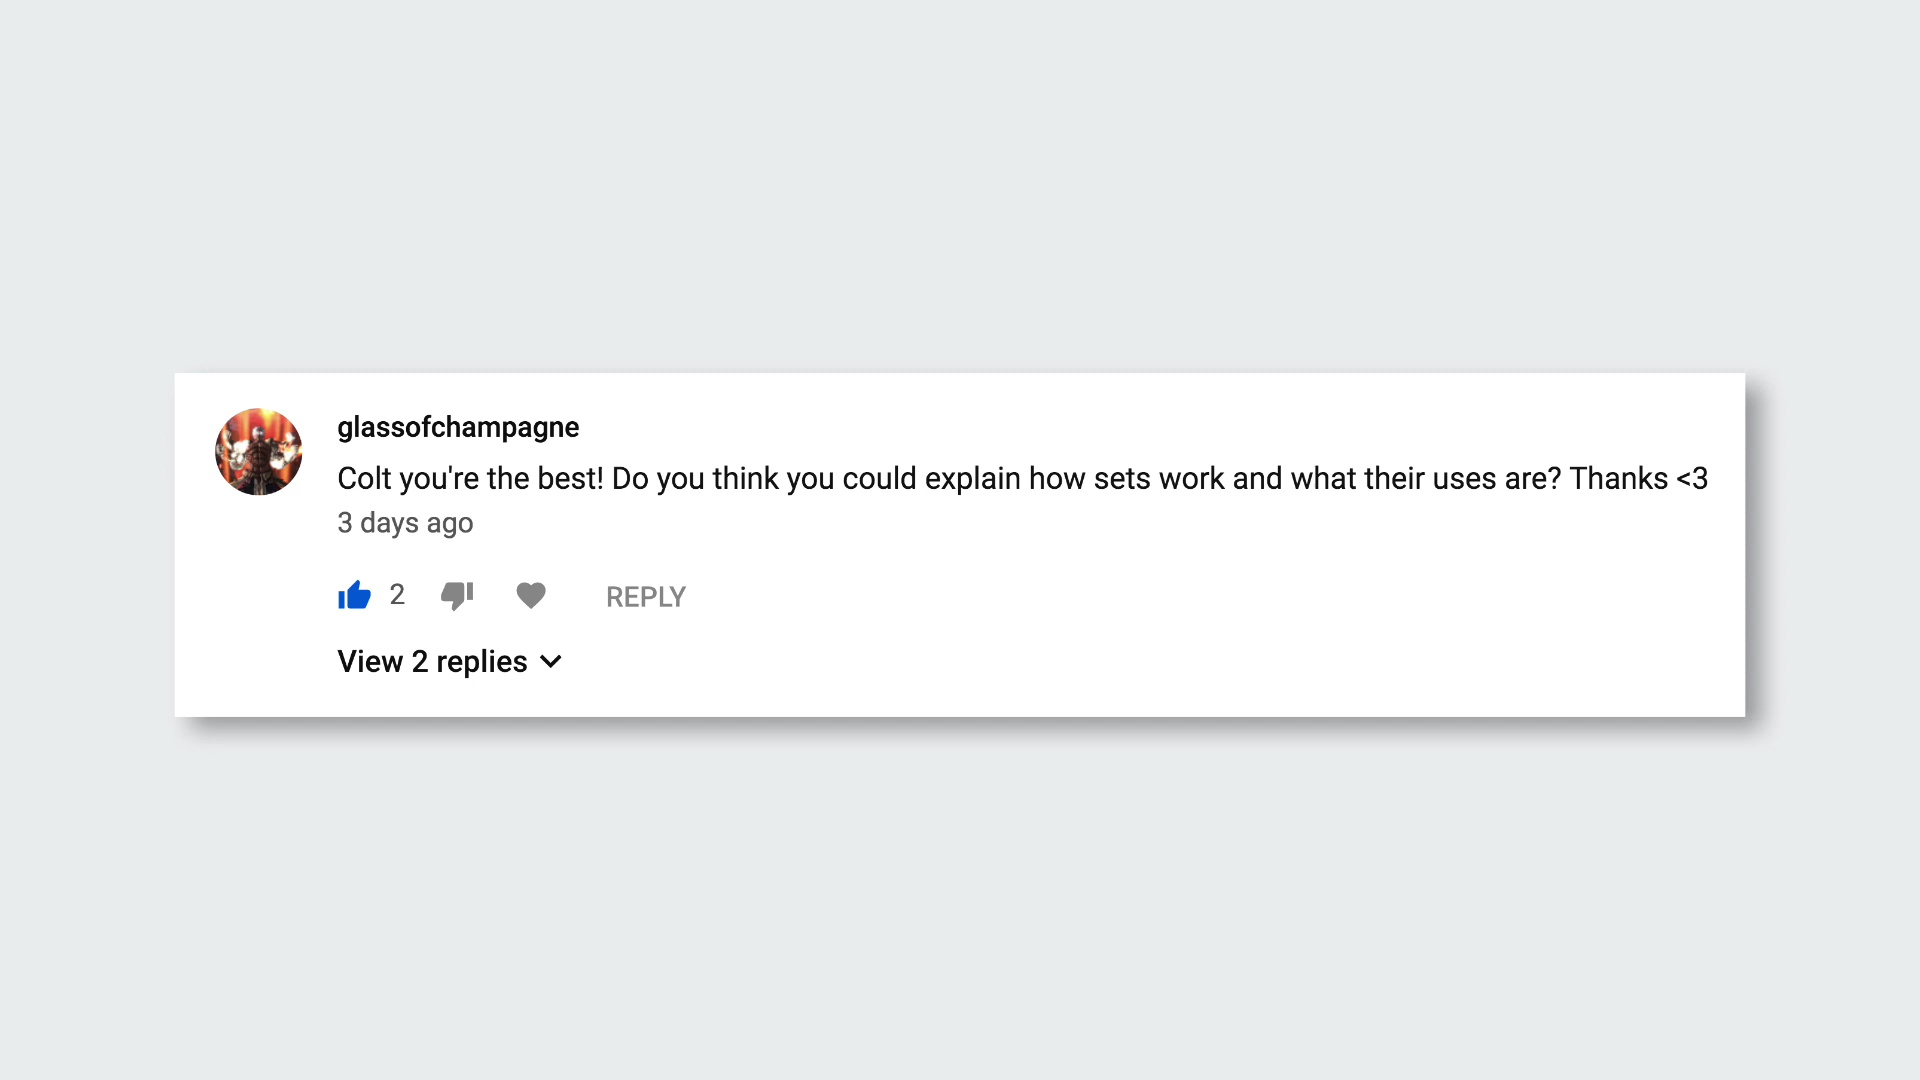 glassofchampagne
Colt you're the best! Do you think you could explain how sets work and what their uses are? Thanks <3
3 days ago
2
REPLY
View 2 replies